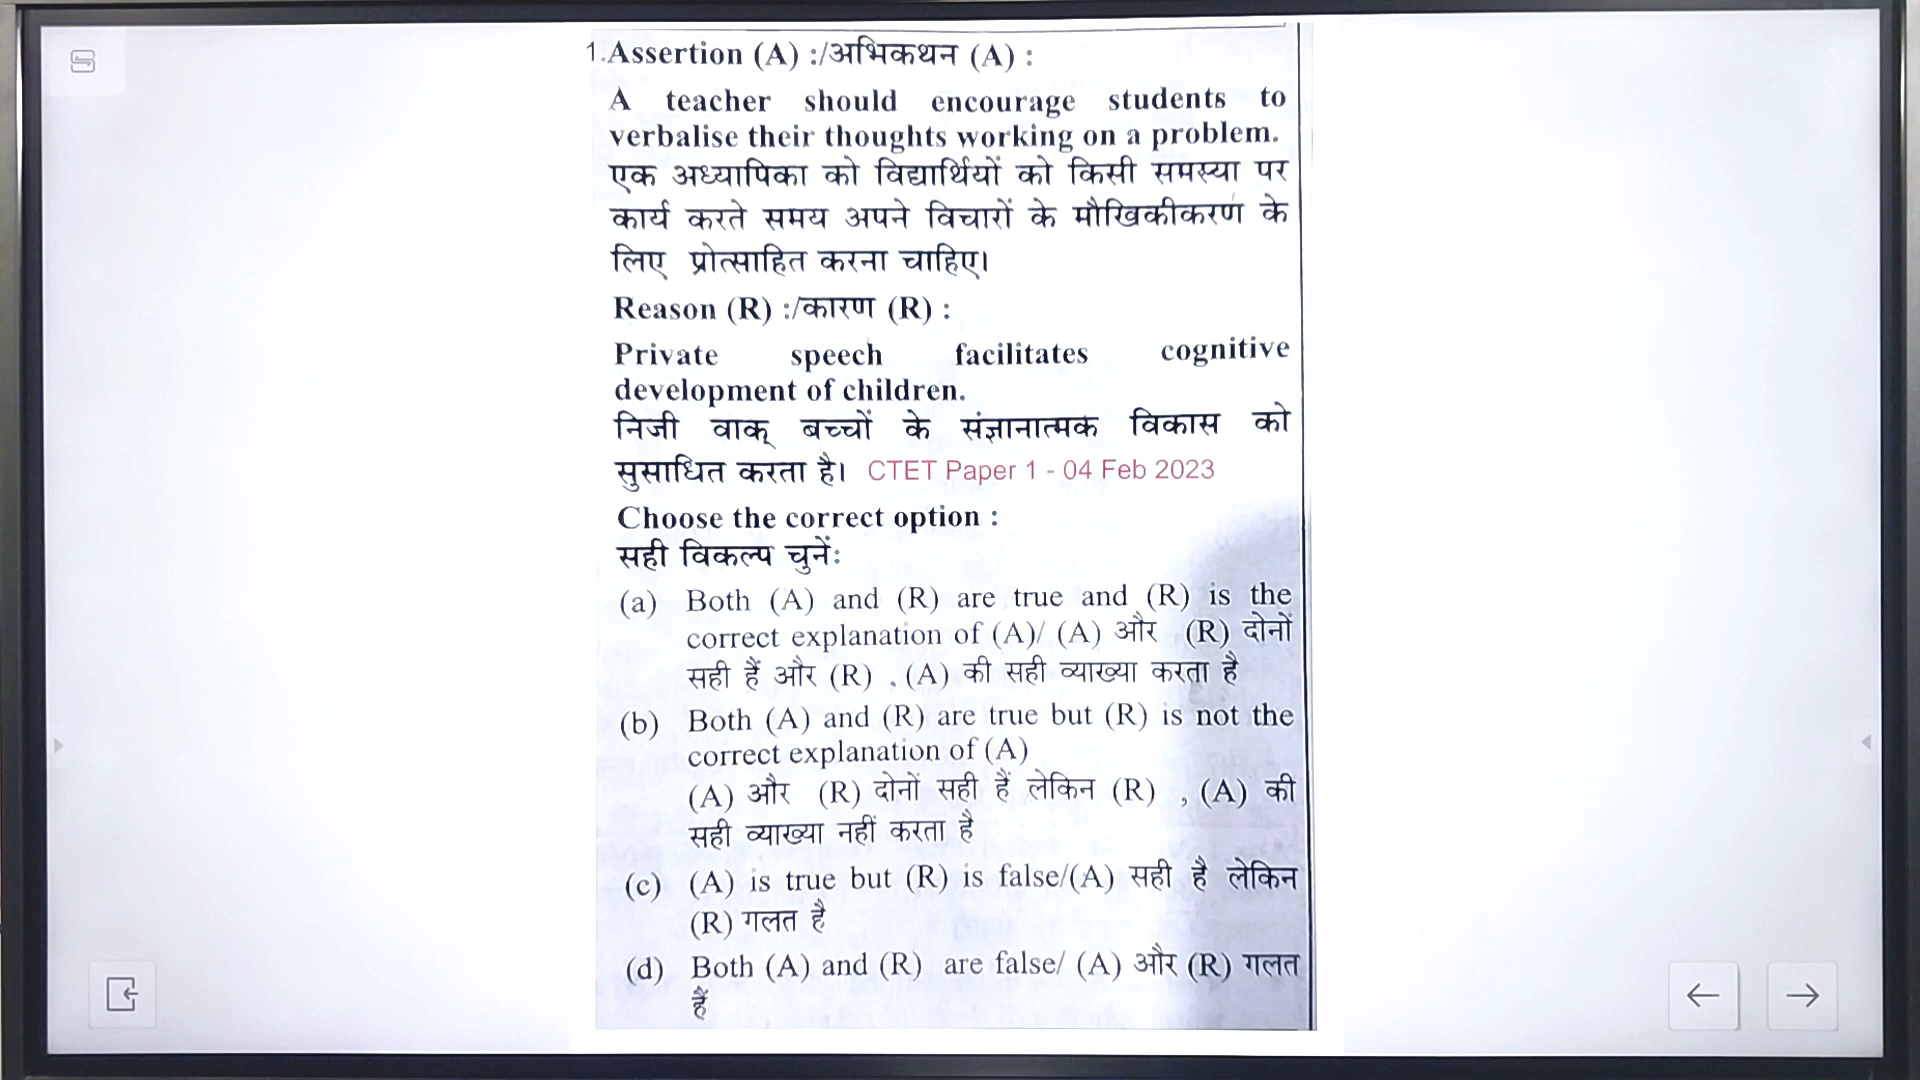 1.Assertion (A) :/अभिकथन (A) :
A teacher should encourage students to
verbalise their thoughts working on a problem.
एक अध्यापिका को विद्यार्थियों को किसी समस्या पर
कार्य करते समय अपने विचारों के मौखिकीकरण के
लिए प्रोत्साहित करना चाहिए।
Reason (R) :/कारण (R) :
Private speech facilitates cognitive
development of children.
निजी वाक् बच्चों के संज्ञानात्मक विकास को
सुसाधित करता है। CTET Paper 1 - 04 Feb 2023
Choose the correct option :
सही विकल्प चुनें:
(a) Both (A) and (R) are true and (R) is the
correct explanation of (A)/ (A) और (R) दोनों
सही हैं और (R) , (A) की सही व्याख्या करता है
(b) Both (A) and (R) are true but (R) is not the
correct explanation of (A)
(A) और (R) दोनों सही हैं लेकिन (R) , (A) की
सही व्याख्या नहीं करता है
(c) (A) is true but (R) is false/(A) सही है लेकिन
(R) गलत है
(d) Both (A) and (R) are false/ (A) और (R) गलत
हैं